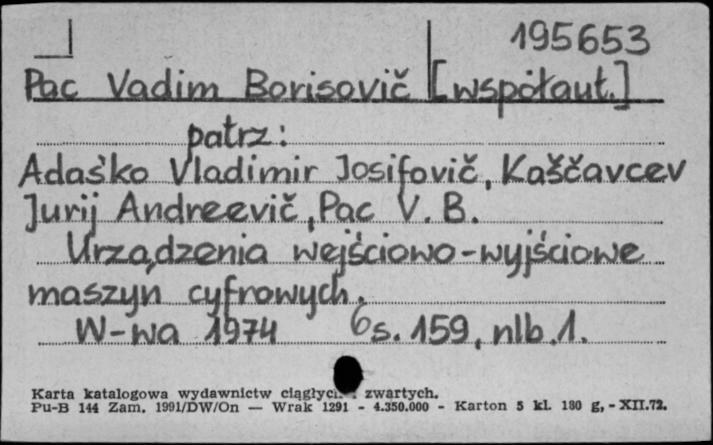 195653
Pac Vadim Borisovič [współaut.]
patrz:
Adaśko Vladimir Josifovič, Kaščavcev
Jurij Andreevič, Pac V. B.
Urządzenia wejściowo-wyjściowe
maszyn cyfrowych.
W-wa 1974 6s. 159, nlb. 1.
Karta katalogowa wydawnictw ciągłych zwartych.
Pu-B 144 Zam. 1991/DW/On — Wrak 1291 - 4.350.000 - Karton 5 kl. 180 g, - XII.72.